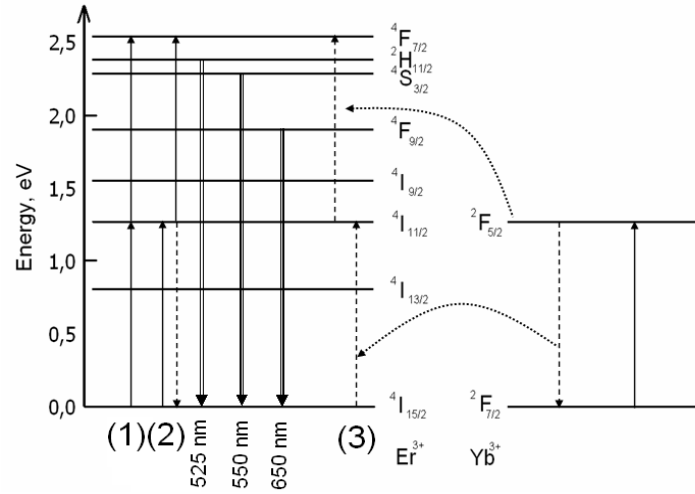 Energy, eV
2,5
2,0
1,5
1,0
0,5
0,0
⁴F₇/₂
²H₁₁/₂
⁴S₃/₂
⁴F₉/₂
⁴I₉/₂
⁴I₁₁/₂
²F₅/₂
⁴I₁₃/₂
⁴I₁₅/₂
²F₇/₂
(1)
(2)
525 nm
550 nm
650 nm
(3)
Er³⁺
Yb³⁺